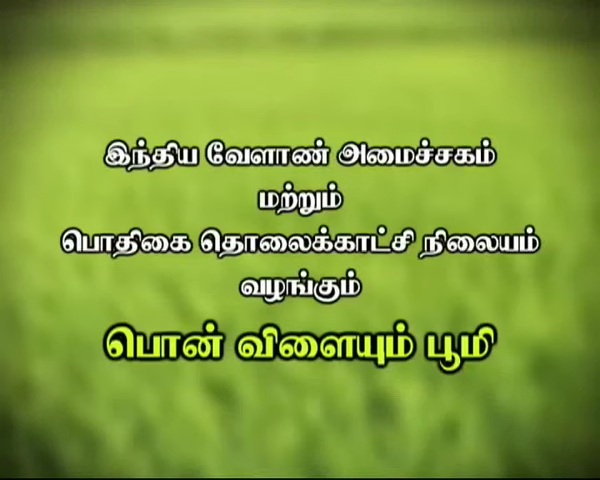 இந்திய வேளாண் அமைச்சகம்
மற்றும்
பொதிகை தொலைக்காட்சி நிலையம்
வழங்கும்
பொன் விளையும் பூமி